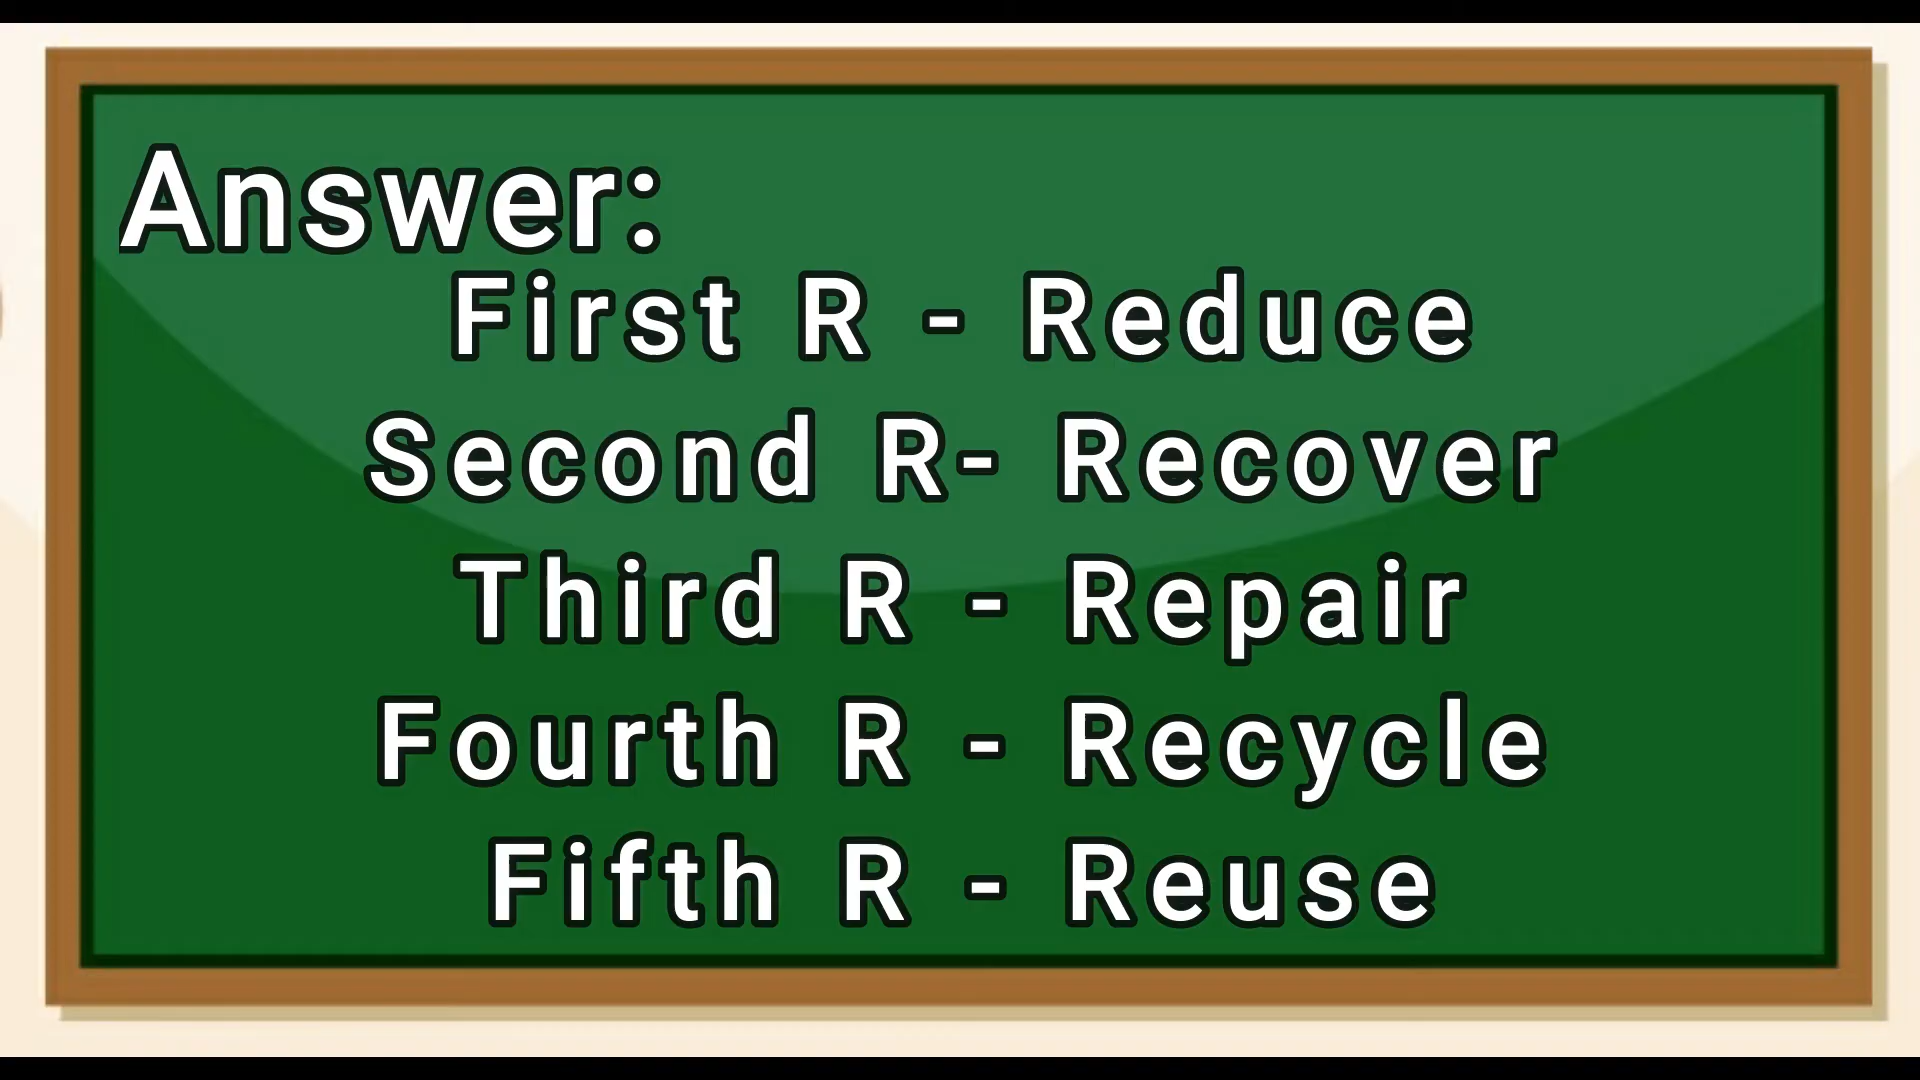 Answer:
First R - Reduce
Second R- Recover
Third R - Repair
Fourth R - Recycle
Fifth R - Reuse